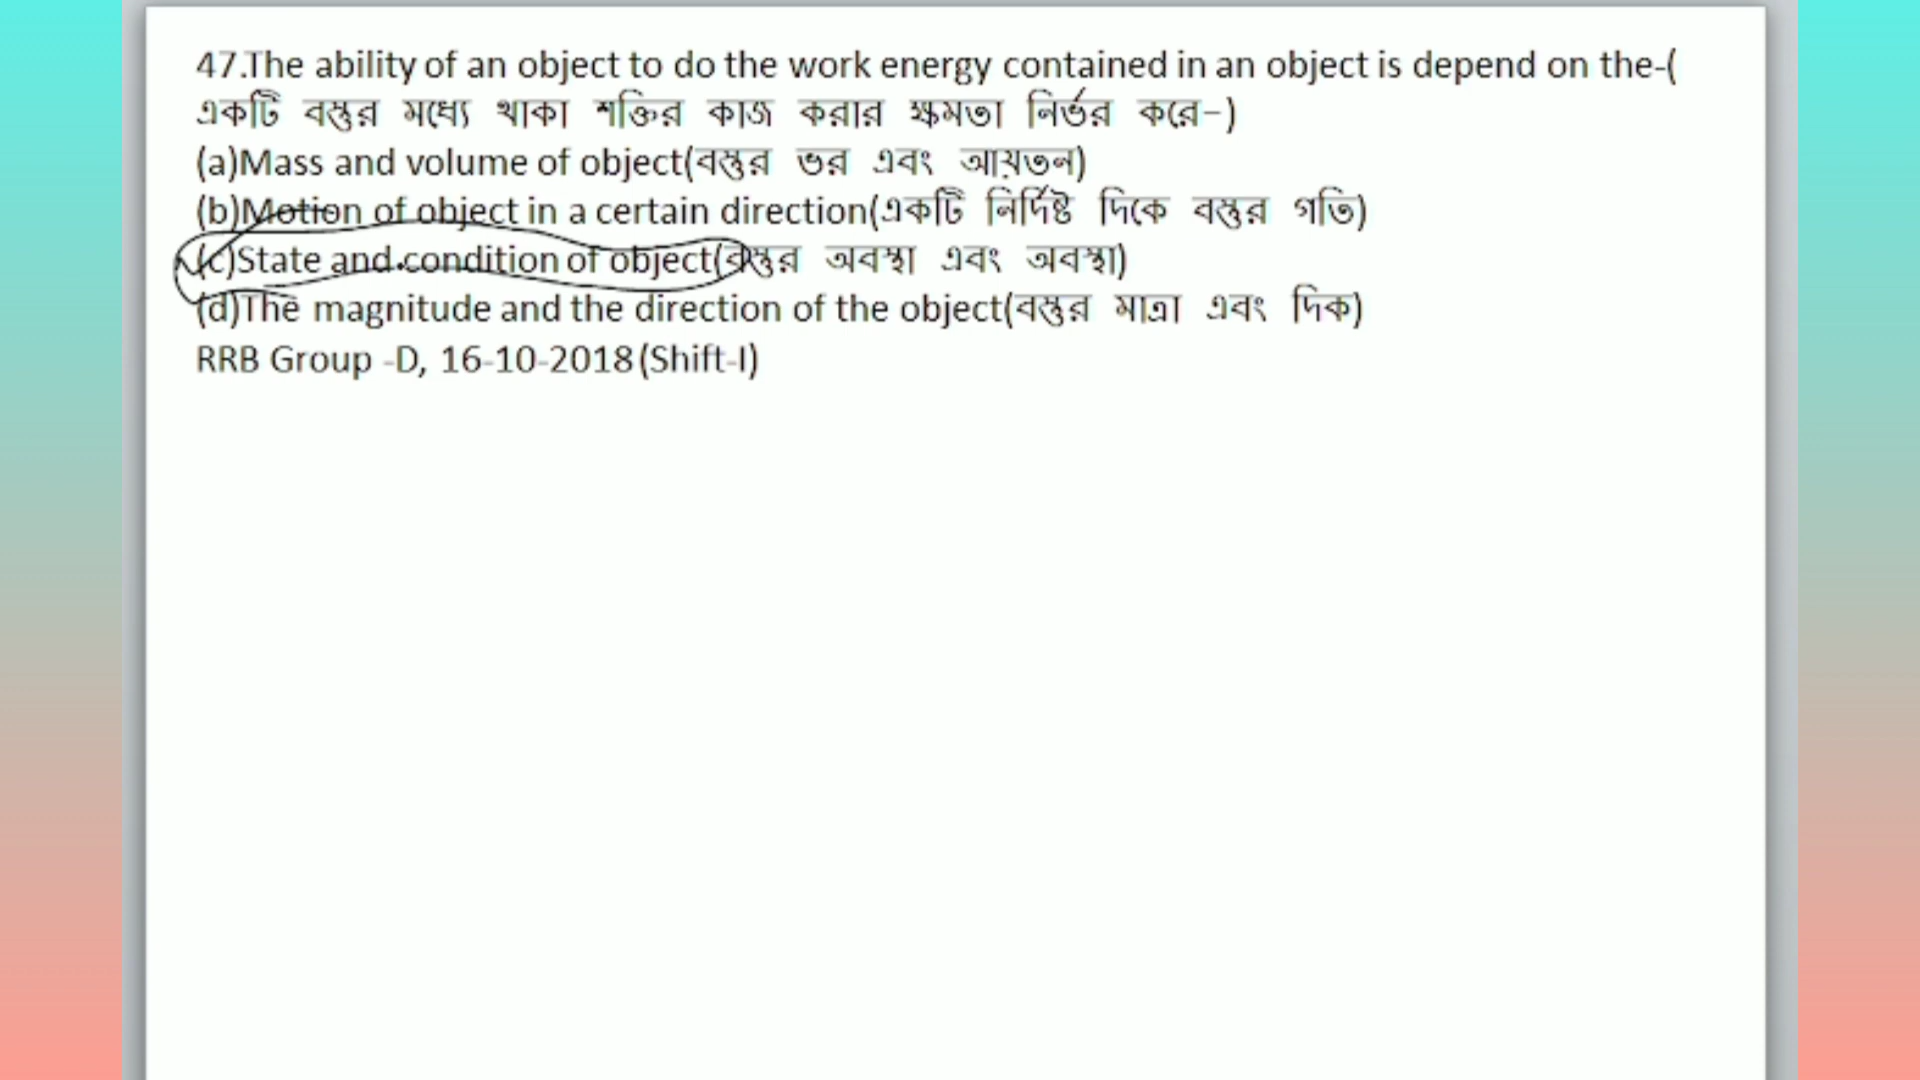 47.The ability of an object to do the work energy contained in an object is depend on the-(
একটি বস্তুর মধ্যে থাকা শক্তির কাজ করার ক্ষমতা নির্ভর করে-)
(a)Mass and volume of object(বস্তুর ভর এবং আয়তন)
(b)Motion of object in a certain direction(একটি নির্দিষ্ট দিকে বস্তুর গতি)
(c)State and condition of object(বস্তুর অবস্থা এবং অবস্থা)
(d)The magnitude and the direction of the object(বস্তুর মাত্রা এবং দিক)
RRB Group -D, 16-10-2018(Shift-I)